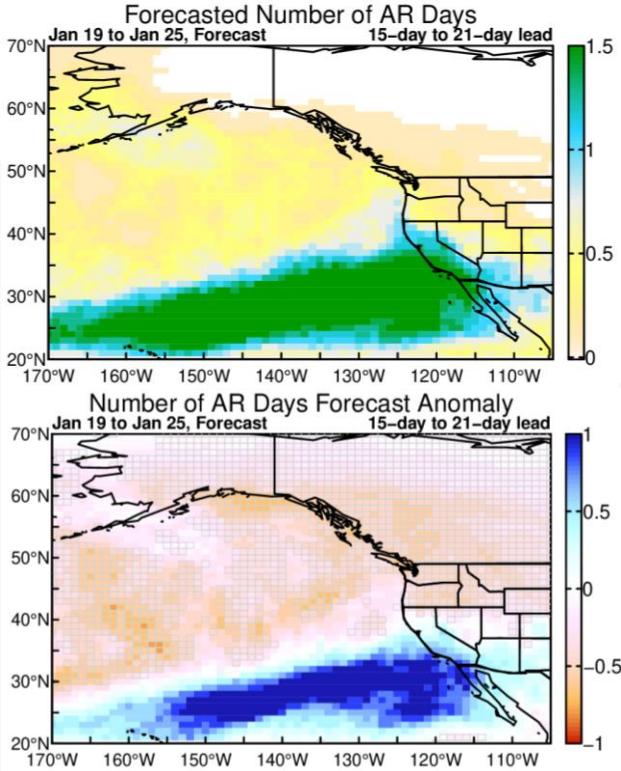 Forecasted Number of AR Days
Jan 19 to Jan 25, Forecast 15−day to 21−day lead
70°N 1.5
60°N
1
50°N
40°N 0.5
30°N
20°N 0
170°W 160°W 150°W 140°W 130°W 120°W 110°W
Number of AR Days Forecast Anomaly
Jan 19 to Jan 25, Forecast 15−day to 21−day lead
70°N 1
60°N 0.5
50°N
0
40°N
30°N −0.5
20°N −1
170°W 160°W 150°W 140°W 130°W 120°W 110°W